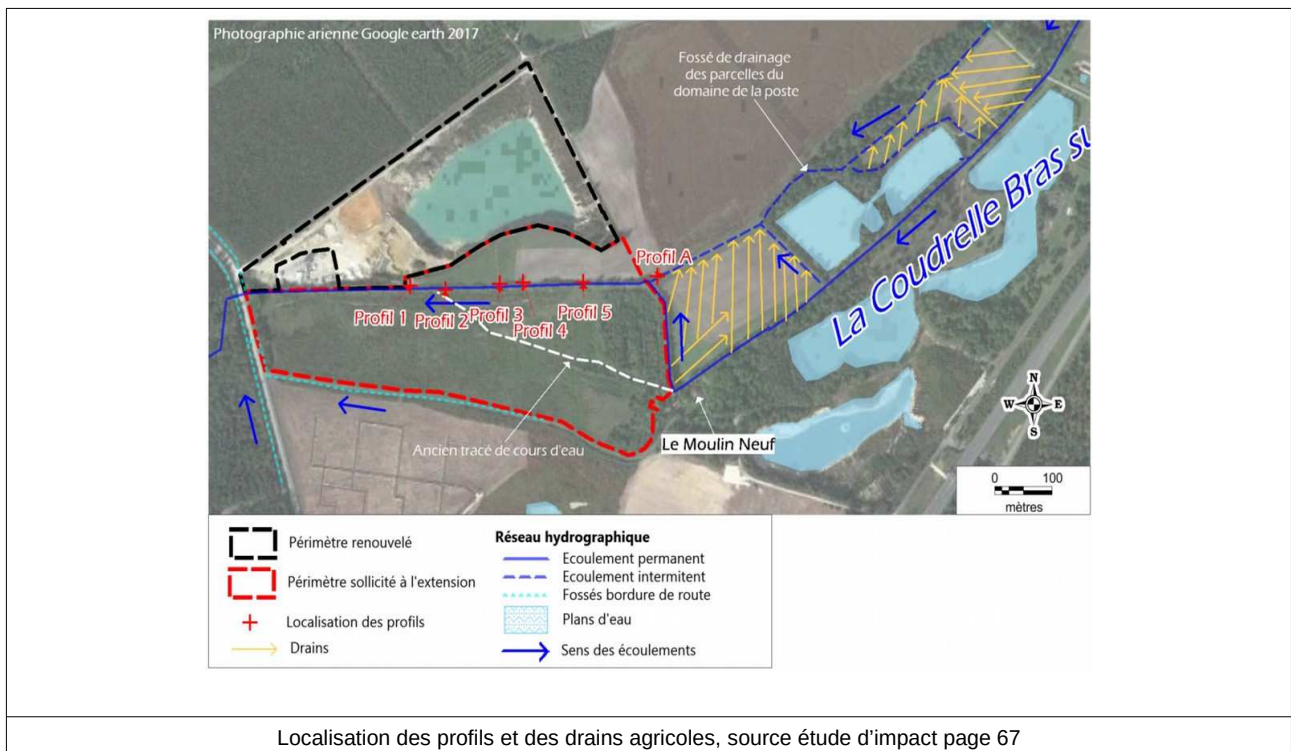 Photographie arienne Google earth 2017
Fossé de drainage
des parcelles du
domaine de la poste
La Coudrelle Bras su
Profil A
Profil 1
Profil 2
Profil 3
Profil 4
Profil 5
Ancien tracé de cours d'eau
Le Moulin Neuf
N
W
E
S
0 100
mètres
Périmètre renouvelé
Périmètre sollicité à l'extension
Localisation des profils
Drains
Réseau hydrographique
Ecoulement permanent
Ecoulement intermitent
Fossés bordure de route
Plans d'eau
Sens des écoulements
Localisation des profils et des drains agricoles, source étude d’impact page 67